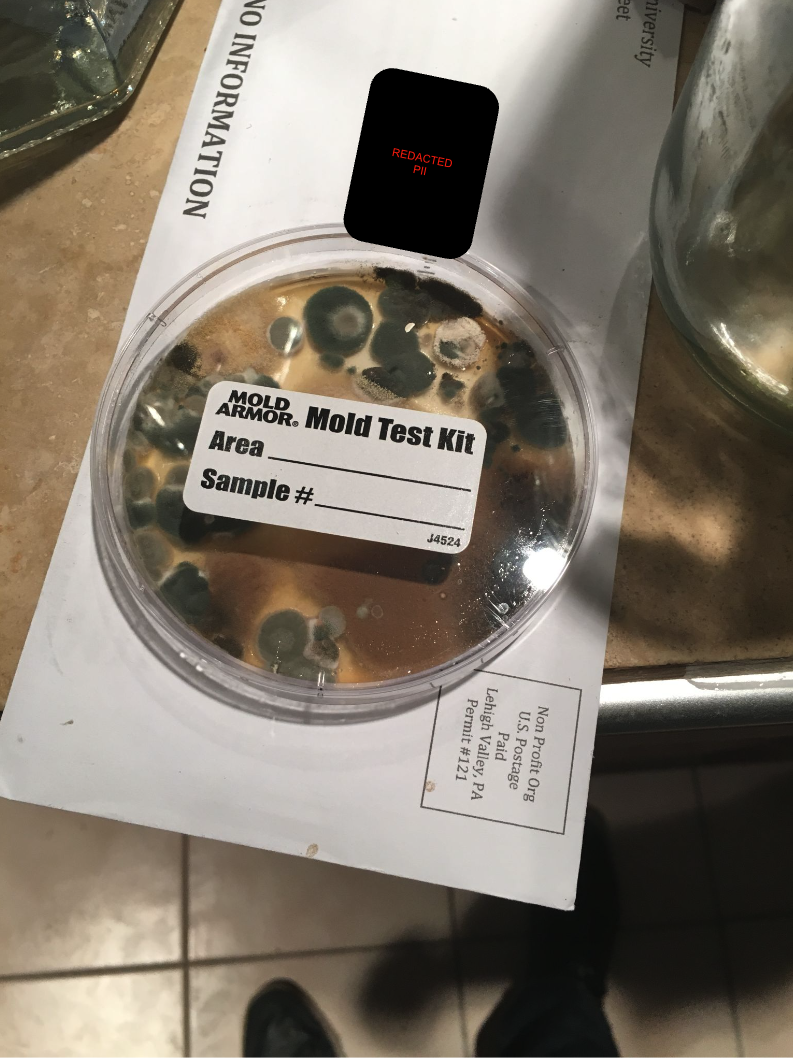 NO INFORMATION
niversity
eet
REDACTED
PII
MOLD
ARMOR® Mold Test Kit
Area
Sample #
J4524
Non Profit Org
U.S. Postage
Paid
Lehigh Valley, PA
Permit #121